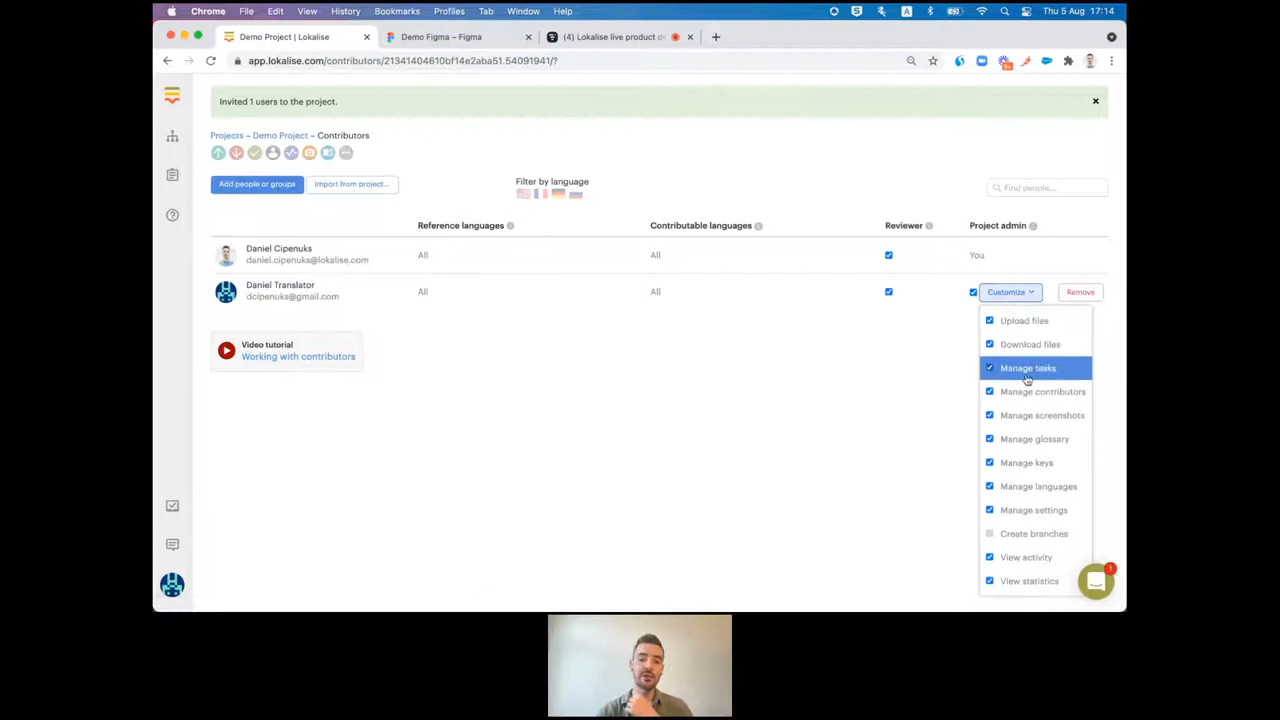 Chrome File Edit View History Bookmarks Profiles Tab Window Help
Thu 5 Aug 17:14
Demo Project | Lokalise
Demo Figma – Figma
(4) Lokalise live product o
app.lokalise.com/contributors/21341404610bf14e2aba51.54091941/?
Invited 1 users to the project.
Projects – Demo Project – Contributors
Add people or groups
Import from project...
Filter by language
Find people...
Reference languages
Contributable languages
Reviewer
Project admin
Daniel Cipenuks
daniel.cipenuks@lokalise.com
All
All
You
Daniel Translator
dcipenuks@gmail.com
All
All
Customize
Remove
Upload files
Download files
Manage tasks
Manage contributors
Manage screenshots
Manage glossary
Manage keys
Manage languages
Manage settings
Create branches
View activity
View statistics
Video tutorial
Working with contributors
1